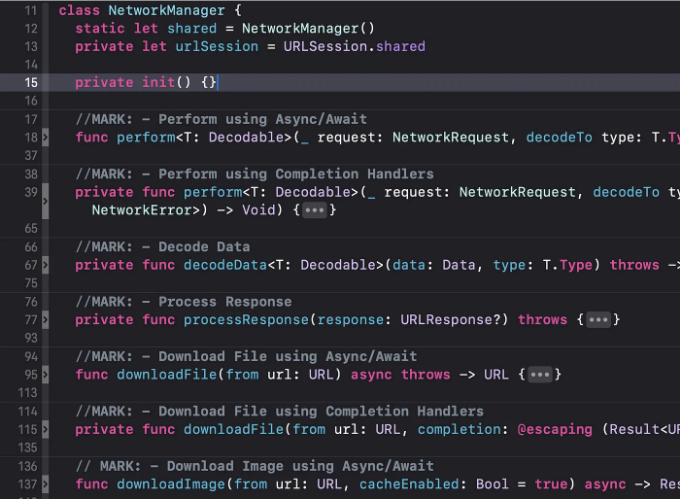 11 class NetworkManager {
12 static let shared = NetworkManager()
13 private let urlSession = URLSession.shared
14
15 private init() {}
16
17 //MARK: - Perform using Async/Await
18 func perform<T: Decodable>(_ request: NetworkRequest, decodeTo type: T.Ty
37
38 //MARK: - Perform using Completion Handlers
39 private func perform<T: Decodable>(_ request: NetworkRequest, decodeTo ty
NetworkError>) -> Void) {•••}
65
66 //MARK: - Decode Data
67 private func decodeData<T: Decodable>(data: Data, type: T.Type) throws ->
75
76 //MARK: - Process Response
77 private func processResponse(response: URLResponse?) throws {•••}
93
94 //MARK: - Download File using Async/Await
95 func downloadFile(from url: URL) async throws -> URL {•••}
113
114 //MARK: - Download File using Completion Handlers
115 private func downloadFile(from url: URL, completion: @escaping (Result<UR
135
136 // MARK: - Download Image using Async/Await
137 func downloadImage(from url: URL, cacheEnabled: Bool = true) async -> Res